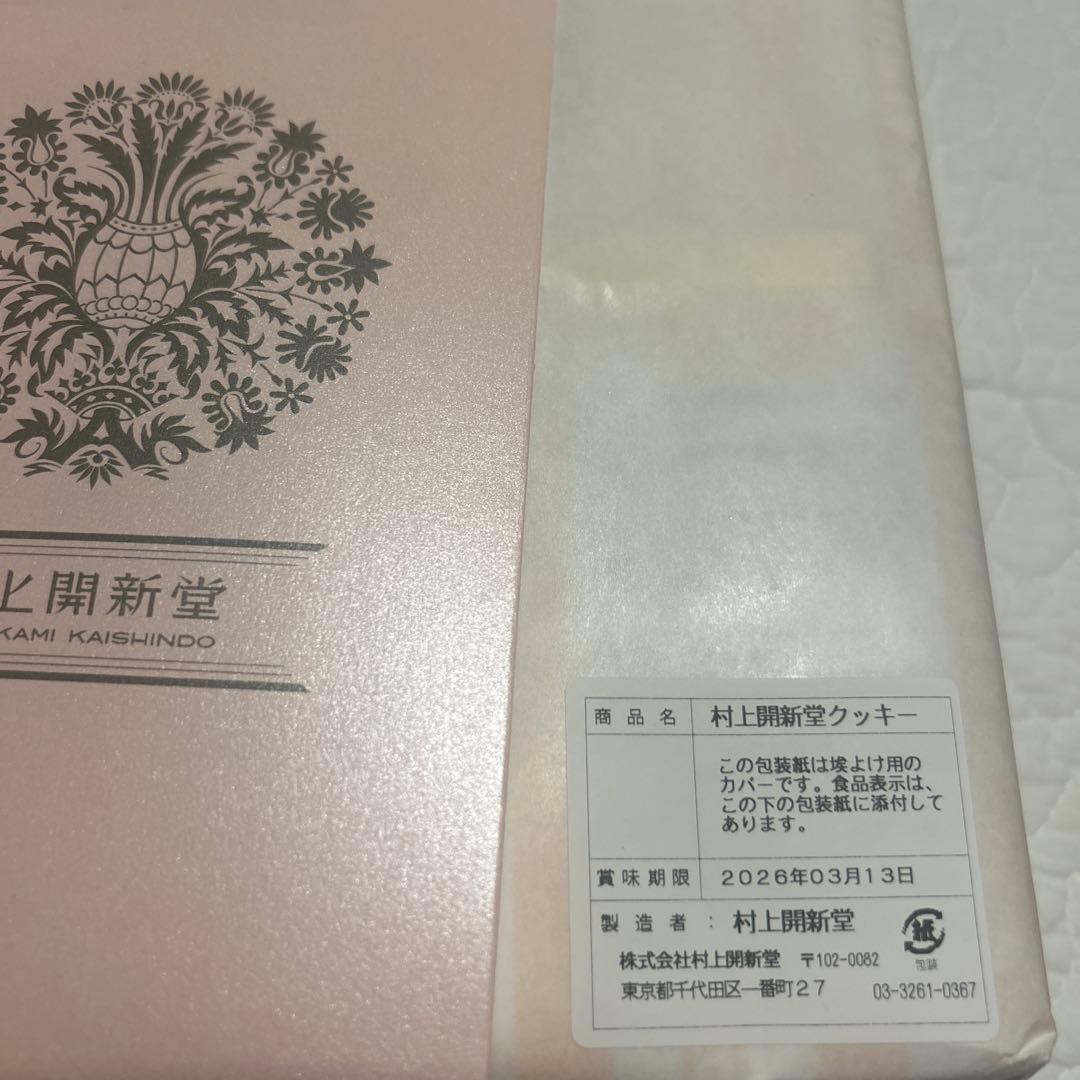 上開新堂
KAMI KAISHINDO
商品名 村上開新堂クッキー
この包装紙は埃よけ用の
カバーです。食品表示は、
この下の包装紙に添付して
あります。
賞味期限 2026年03月13日
製造者：村上開新堂
紙
包装
株式会社村上開新堂 〒102-0082
東京都千代田区一番町27 03-3261-0367